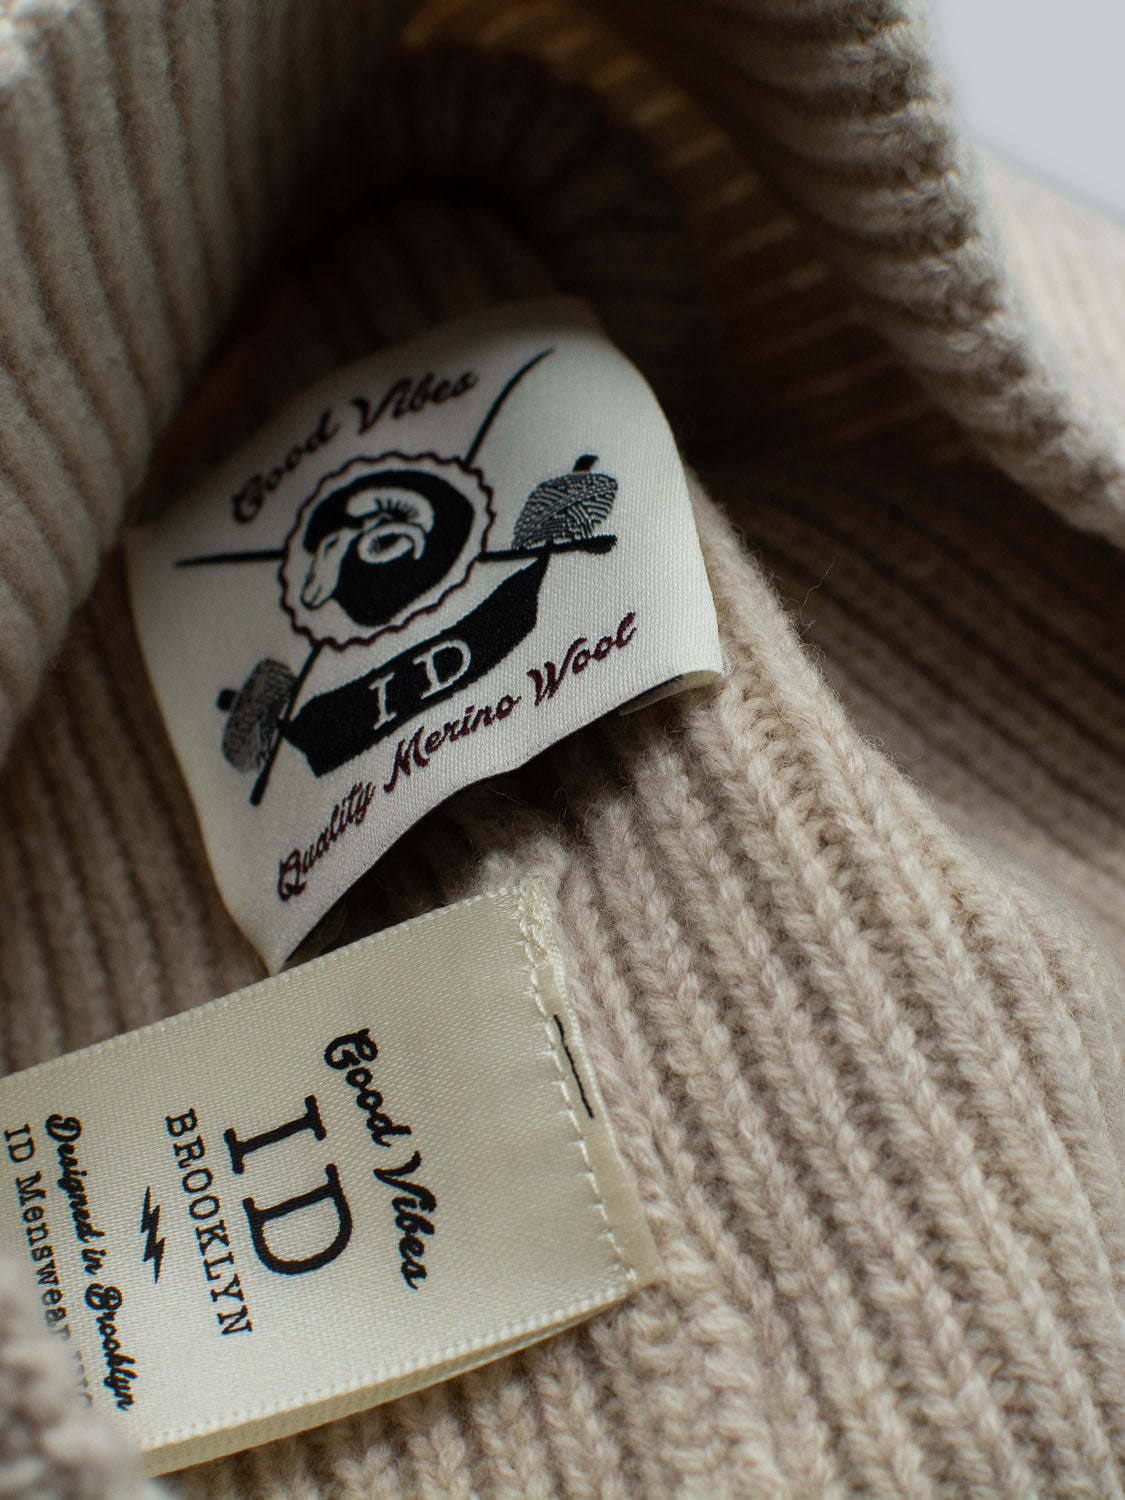 Good Vibes
ID
Quality Merino Wool
Good Vibes
ID
BROOKLYN
Designed in Brooklyn
ID Menswear